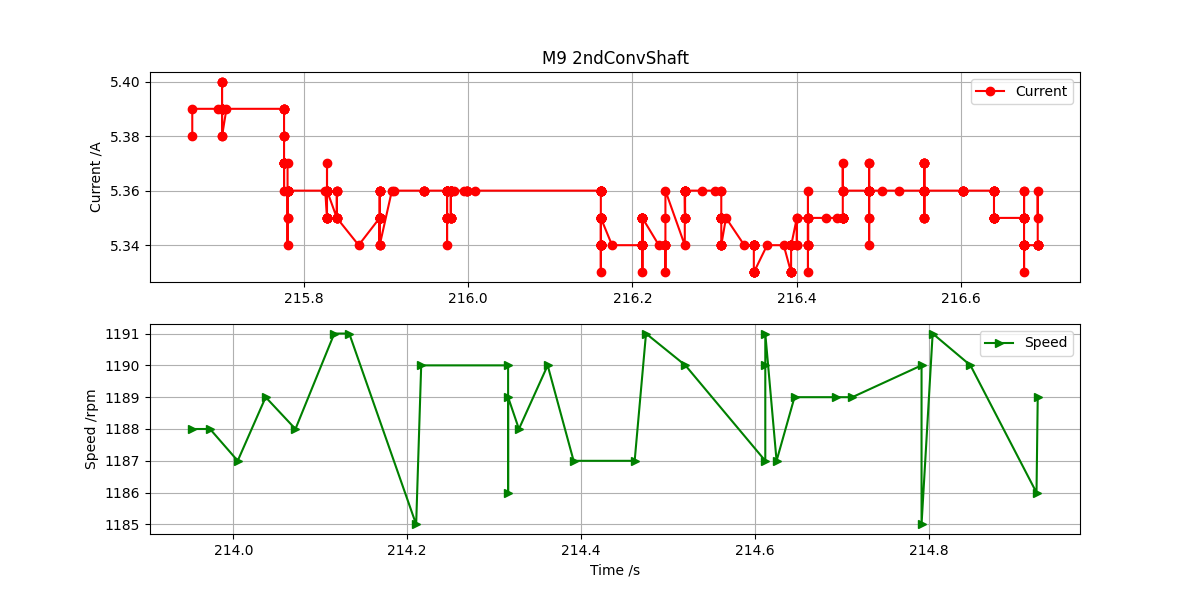 M9 2ndConvShaft
5.40
5.38
5.36
5.34
Current /A
Current
215.8 216.0 216.2 216.4 216.6
1191
1190
1189
1188
1187
1186
1185
Speed /rpm
Speed
214.0 214.2 214.4 214.6 214.8
Time /s